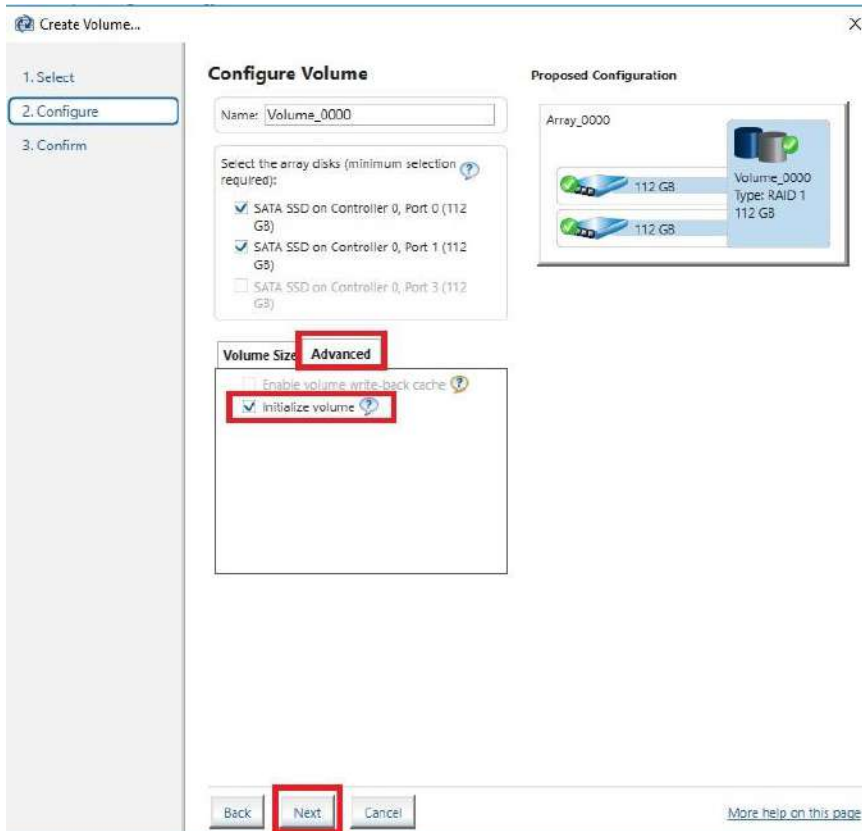 Create Volume...
1. Select
2. Configure
3. Confirm
Configure Volume
Name: Volume_0000
Select the array disks (minimum selection
required):
SATA SSD on Controller 0, Port 0 (112
GB)
SATA SSD on Controller 0, Port 1 (112
GB)
SATA SSD on Controller 0, Port 3 (112
GB)
Volume Size
Advanced
Enable volume write-back cache
Initialize volume
Proposed Configuration
Array_0000
112 GB
112 GB
Volume_0000
Type: RAID 1
112 GB
Back
Next
Cancel
More help on this page